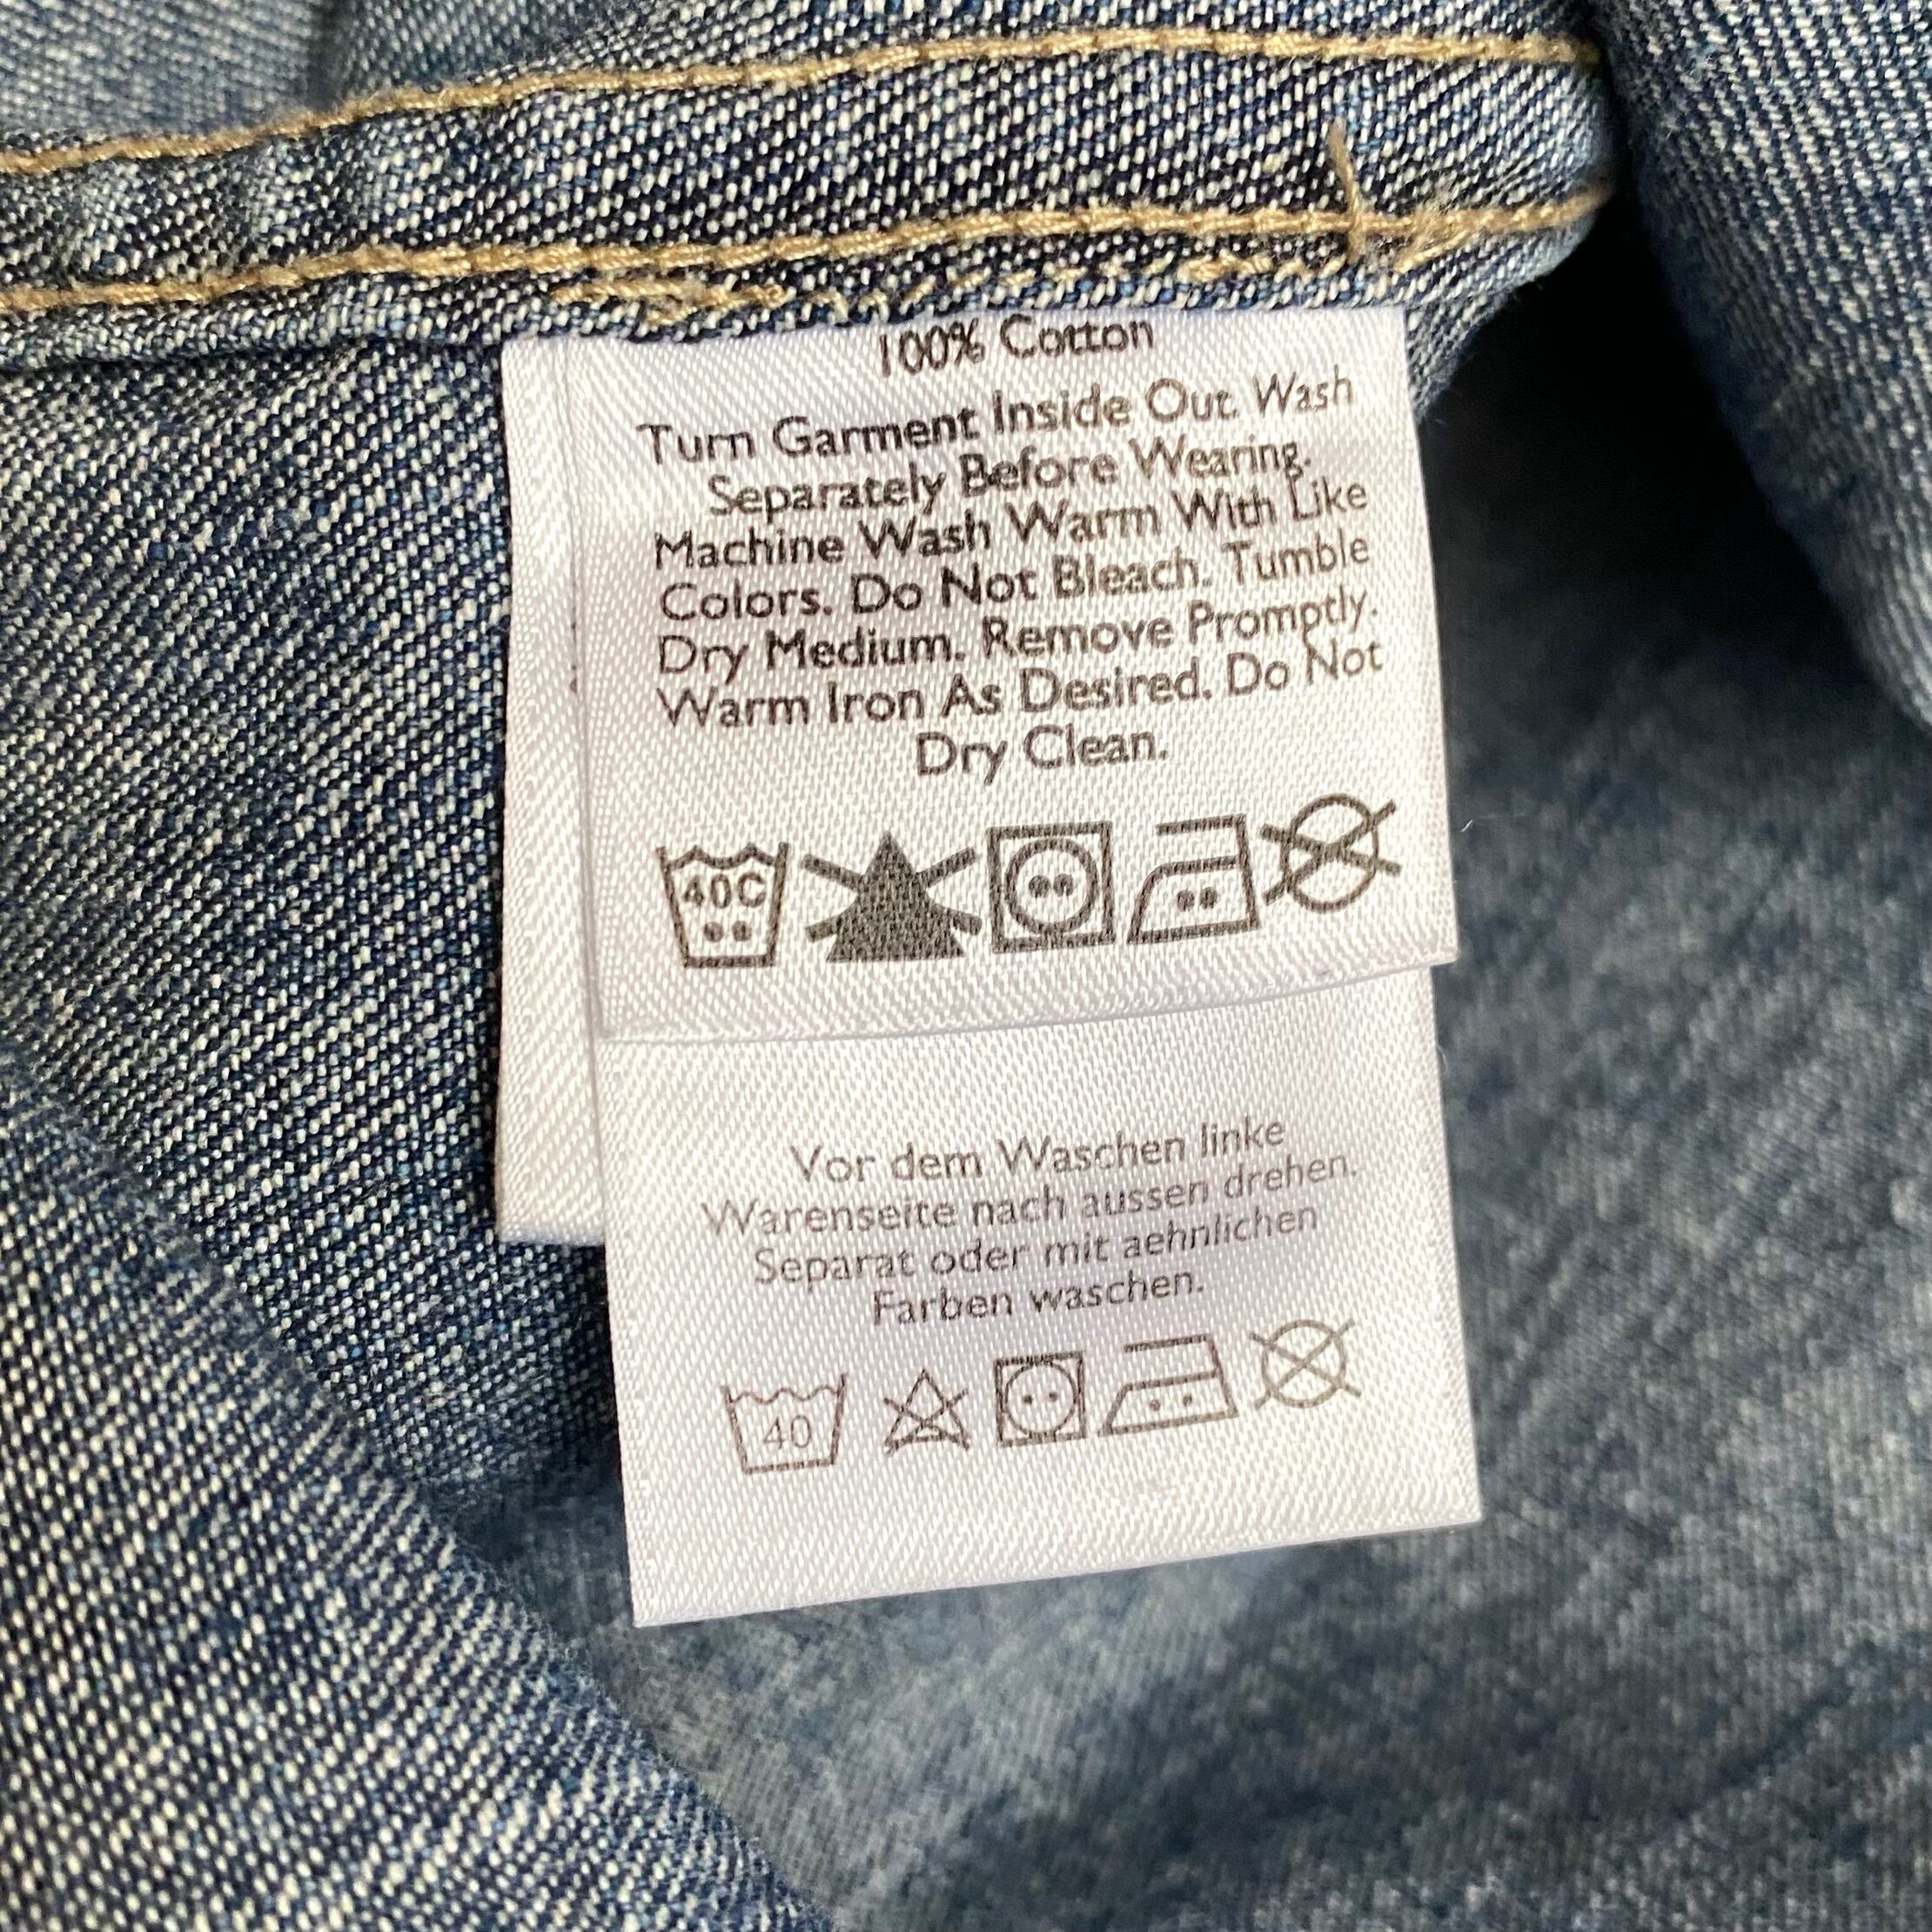 100% Cotton
Turn Garment Inside Out. Wash
Separately Before Wearing.
Machine Wash Warm With Like
Colors. Do Not Bleach. Tumble
Dry Medium. Remove Promptly.
Warm Iron As Desired. Do Not
Dry Clean.
40C
Vor dem Waschen linke
Warenseite nach aussen drehen.
Separat oder mit aehnlichen
Farben waschen.
40